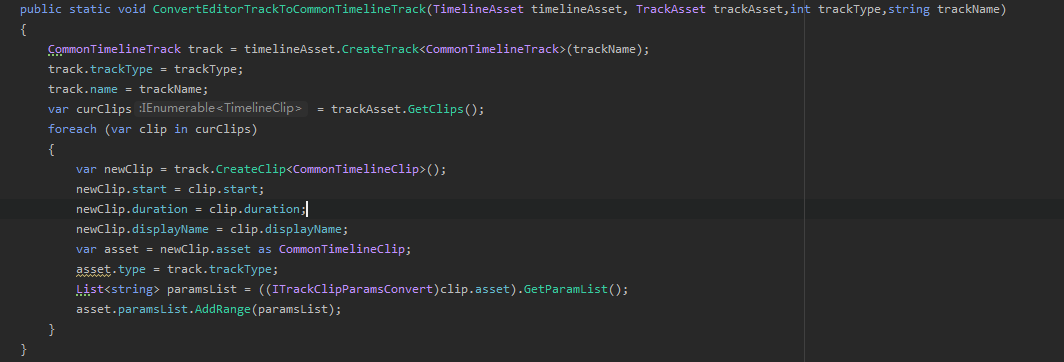 public static void ConvertEditorTrackToCommonTimelineTrack(TimelineAsset timelineAsset, TrackAsset trackAsset,int trackType,string trackName)
{
CommonTimelineTrack track = timelineAsset.CreateTrack<CommonTimelineTrack>(trackName);
track.trackType = trackType;
track.name = trackName;
var curClips :IEnumerable<TimelineClip> = trackAsset.GetClips();
foreach (var clip in curClips)
{
var newClip = track.CreateClip<CommonTimelineClip>();
newClip.start = clip.start;
newClip.duration = clip.duration;
newClip.displayName = clip.displayName;
var asset = newClip.asset as CommonTimelineClip;
asset.type = track.trackType;
List<string> paramsList = ((ITrackClipParamsConvert)clip.asset).GetParamList();
asset.paramsList.AddRange(paramsList);
}
}